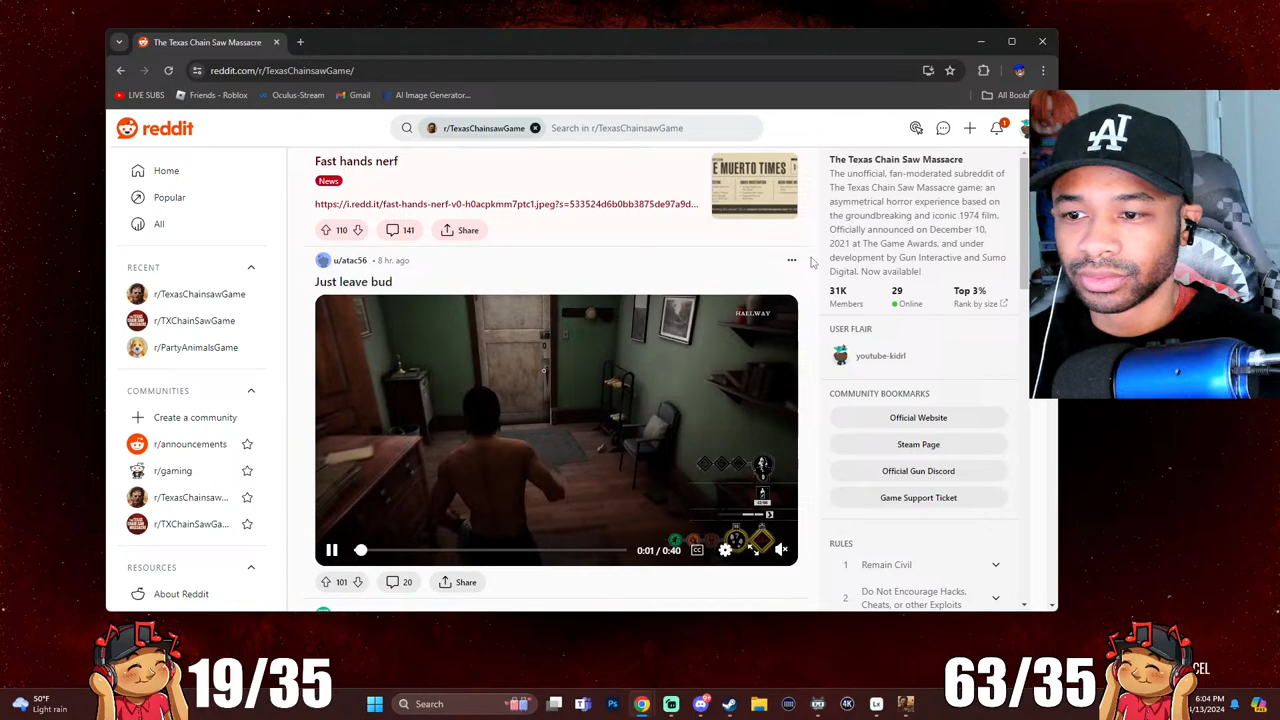 The Texas Chain Saw Massacre
reddit.com/r/TexasChainsawGame/
LIVE SUBS
Friends - Roblox
Oculus-Stream
Gmail
AI Image Generator...
All Book
reddit
r/TexasChainsawGame
Search in r/TexasChainsawGame
1
Home
Popular
All
RECENT
r/TexasChainsawGame
r/TXChainSawGame
r/PartyAnimalsGame
COMMUNITIES
Create a community
r/announcements
r/gaming
r/TexasChainsaw...
r/TXChainSawGa...
RESOURCES
About Reddit
Fast hands nerf
News
https://i.redd.it/fast-hands-nerf-v0-h0acpkmm7ptc1.jpeg?s=533524d6b0bb3875de97a9d...
E MUERTO TIMES
110
141
Share
u/atac56 • 8 hr. ago
Just leave bud
HALLWAY
0:01 / 0:40
CC
101
20
Share
The Texas Chain Saw Massacre
The unofficial, fan-moderated subreddit of
The Texas Chain Saw Massacre game: an
asymmetrical horror experience based on
the groundbreaking and iconic 1974 film.
Officially announced on December 10,
2021 at The Game Awards, and under
development by Gun Interactive and Sumo
Digital. Now available!
31K
Members
29
Online
Top 3%
Rank by size
USER FLAIR
youtube-kidrl
COMMUNITY BOOKMARKS
Official Website
Steam Page
Official Gun Discord
Game Support Ticket
RULES
1 Remain Civil
2 Do Not Encourage Hacks,
Cheats, or other Exploits
19/35
63/35
CEL
50°F
Light rain
Search
6:04 PM